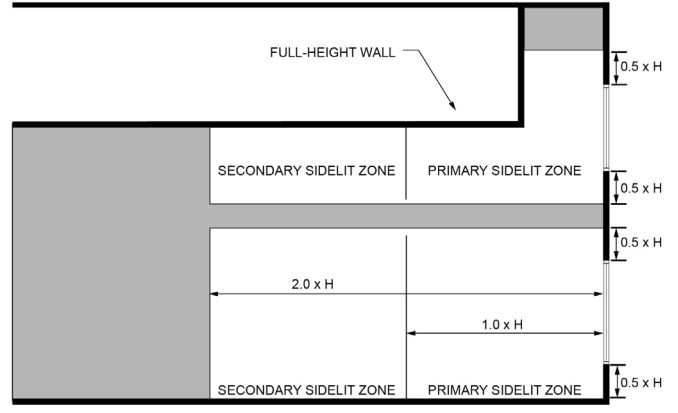 FULL-HEIGHT WALL
0.5 x H
SECONDARY SIDELIT ZONE
PRIMARY SIDELIT ZONE
0.5 x H
0.5 x H
2.0 x H
1.0 x H
SECONDARY SIDELIT ZONE
PRIMARY SIDELIT ZONE
0.5 x H